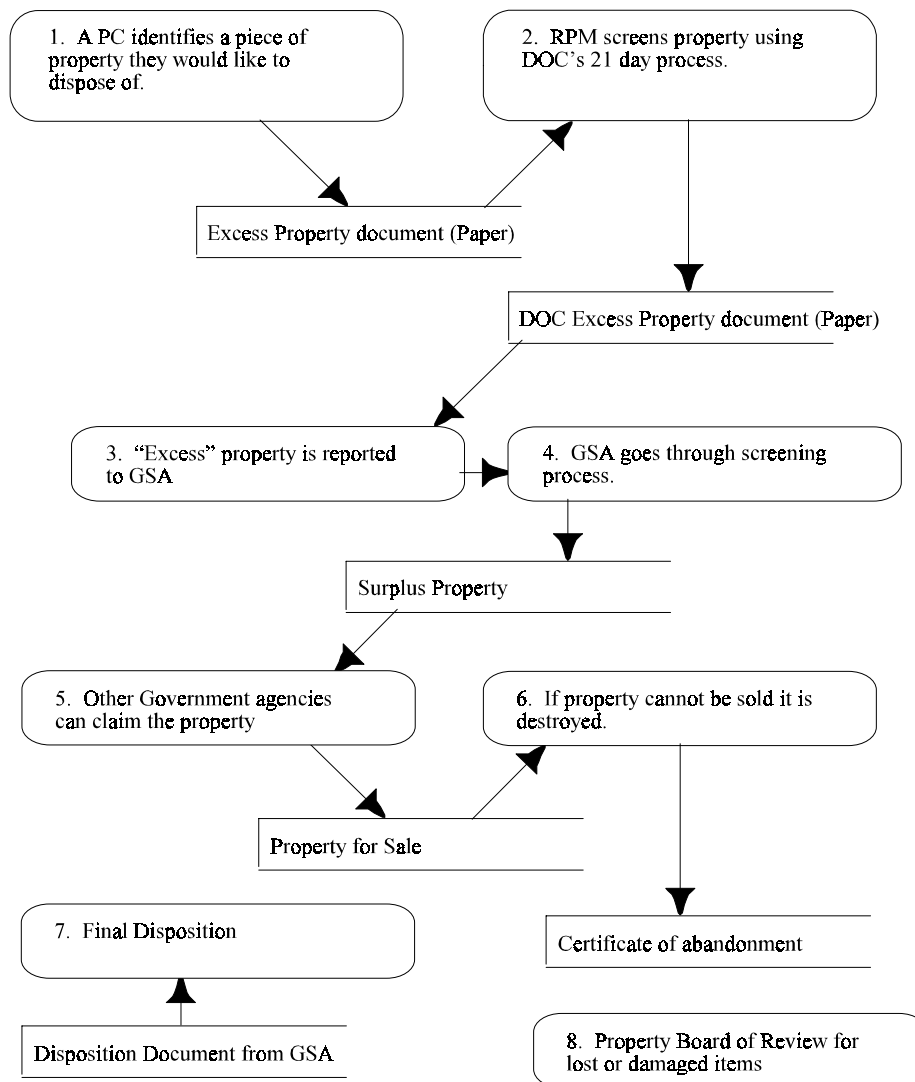 1. A PC identifies a piece of
property they would like to
dispose of.
2. RPM screens property using
DOC's 21 day process.
Excess Property document (Paper)
DOC Excess Property document (Paper)
3. “Excess” property is reported
to GSA
4. GSA goes through screening
process.
Surplus Property
5. Other Government agencies
can claim the property
6. If property cannot be sold it is
destroyed.
Property for Sale
7. Final Disposition
Certificate of abandonment
Disposition Document from GSA
8. Property Board of Review for
lost or damaged items